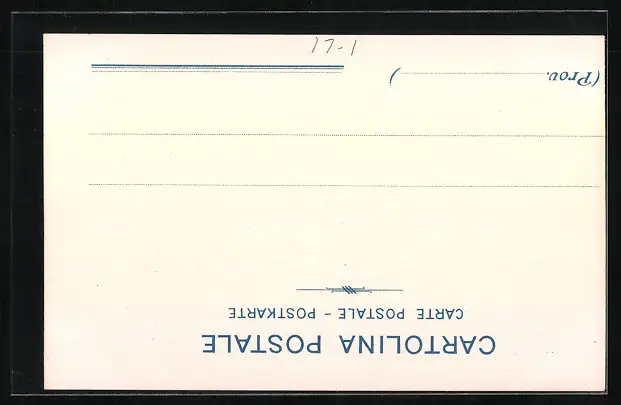 CARTOLINA POSTALE
CARTE POSTALE - POSTKARTE
(Prov. )
17-1